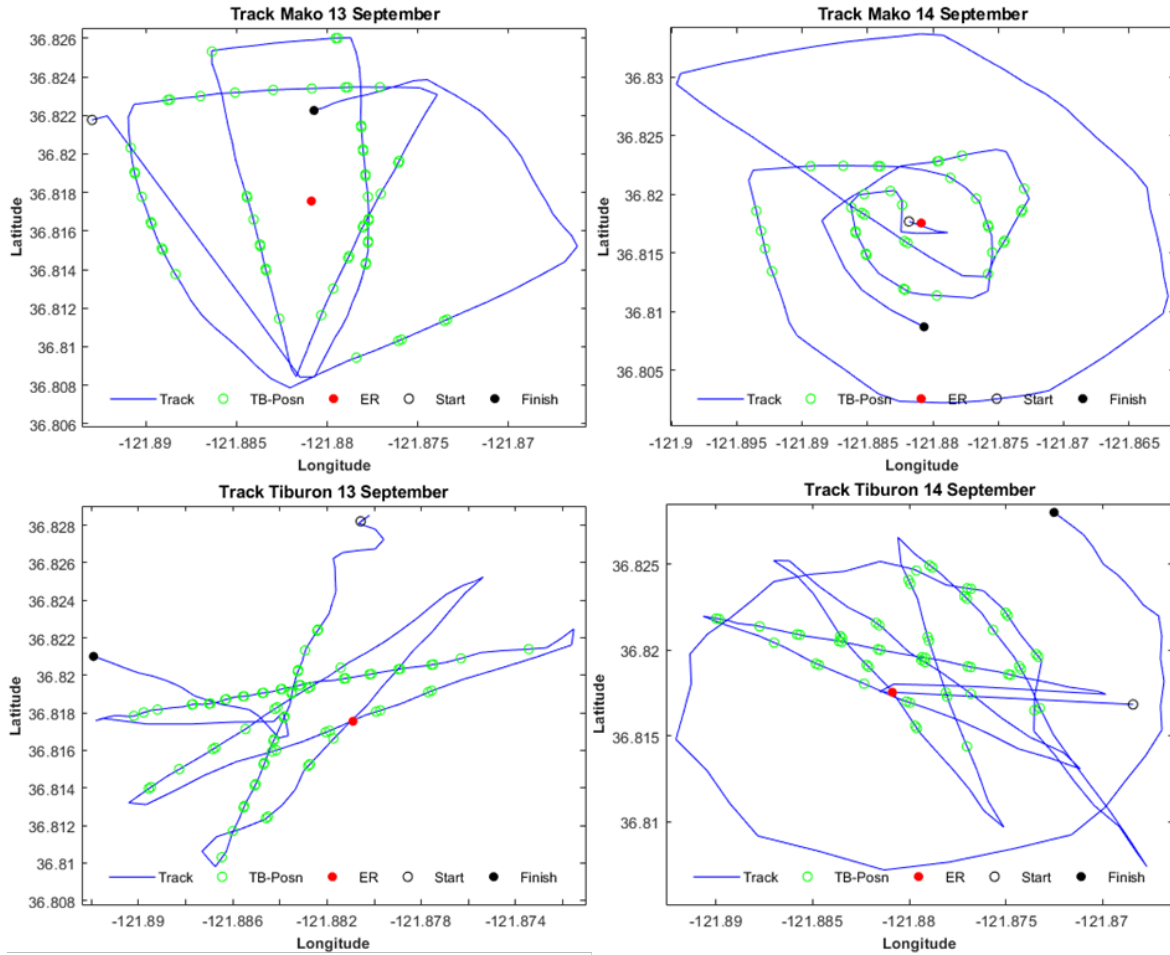 Track Mako 13 September
36.826
36.824
36.822
36.82
36.818
36.816
36.814
36.812
36.81
36.808
36.806
Latitude
Track TB-Posn ER Start Finish
-121.89 -121.885 -121.88 -121.875 -121.87
Longitude
Track Mako 14 September
36.83
36.825
36.82
36.815
36.81
36.805
Latitude
Track TB-Posn ER Start Finish
-121.9 -121.895 -121.89 -121.885 -121.88 -121.875 -121.87 -121.865
Longitude
Track Tiburon 13 September
36.828
36.826
36.824
36.822
36.82
36.818
36.816
36.814
36.812
36.81
36.808
Latitude
Track TB-Posn ER Start Finish
-121.89 -121.886 -121.882 -121.878 -121.874
Longitude
Track Tiburon 14 September
36.825
36.82
36.815
36.81
Latitude
Track TB-Posn ER Start Finish
-121.89 -121.885 -121.88 -121.875 -121.87
Longitude